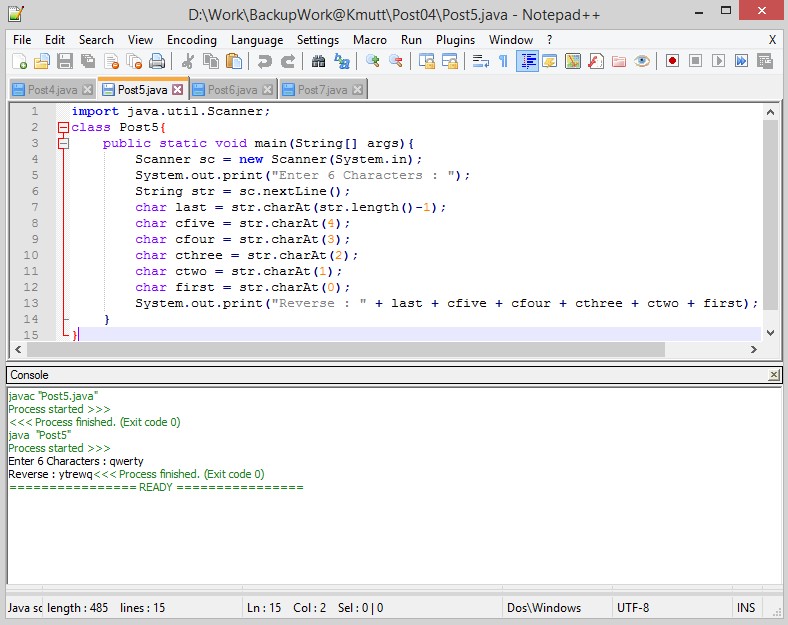 D:\Work\BackupWork@Kmutt\Post04\Post5.java - Notepad++
File Edit Search View Encoding Language Settings Macro Run Plugins Window ? X
Post4.java Post5.java Post6.java Post7.java
1 import java.util.Scanner;
2 class Post5{
3 public static void main(String[] args){
4 Scanner sc = new Scanner(System.in);
5 System.out.print("Enter 6 Characters : ");
6 String str = sc.nextLine();
7 char last = str.charAt(str.length()-1);
8 char cfive = str.charAt(4);
9 char cfour = str.charAt(3);
10 char cthree = str.charAt(2);
11 char ctwo = str.charAt(1);
12 char first = str.charAt(0);
13 System.out.print("Reverse : " + last + cfive + cfour + cthree + ctwo + first);
14 }
15 }
Console
javac "Post5.java"
Process started >>>
<<< Process finished. (Exit code 0)
java  "Post5"
Process started >>>
Enter 6 Characters : qwerty
Reverse : ytrewq<<< Process finished. (Exit code 0)
================ READY ================
Java sc length : 485 lines : 15 Ln : 15 Col : 2 Sel : 0 | 0 Dos\Windows UTF-8 INS